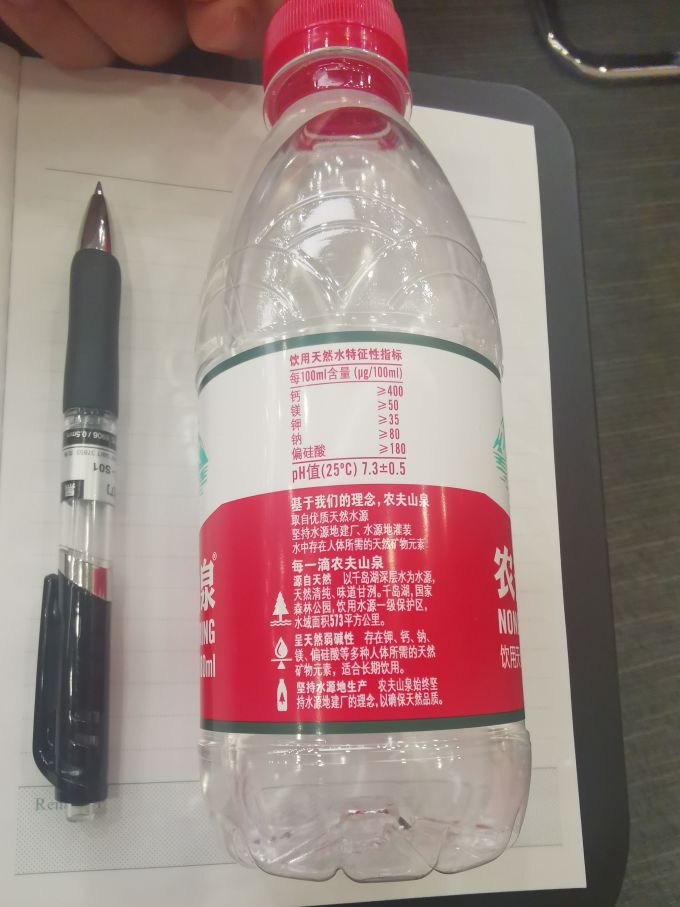 饮用天然水特征性指标
每100ml含量 (μg/100ml)
钙 ≥400
镁 ≥50
钾 ≥35
钠 ≥80
偏硅酸 ≥180
pH值(25°C) 7.3±0.5
基于我们的理念,农夫山泉
取自优质天然水源
坚持水源地建厂、水源地灌装
水中存在人体所需的天然矿物元素
每一滴农夫山泉
源自天然 以千岛湖深层水为水源,
天然清纯、味道甘洌。千岛湖,国家
森林公园,饮用水源一级保护区,
水域面积573平方公里。
呈天然弱碱性 存在钾、钙、钠、
镁、偏硅酸等多种人体所需的天然
矿物元素，适合长期饮用。
坚持水源地生产 农夫山泉始终坚
持水源地建厂的理念,以确保天然品质。
泉®
ING
00ml
农
NON
饮用天
S01
0.5mm
Rem